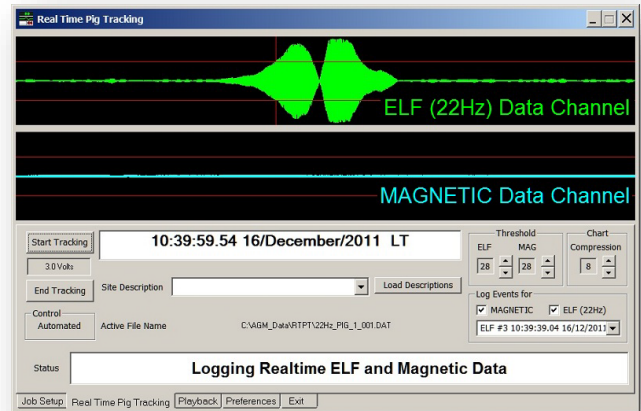 Real Time Pig Tracking
ELF (22Hz) Data Channel
MAGNETIC Data Channel
Start Tracking
10:39:59.54 16/December/2011 LT
3.0 Volts
End Tracking
Site Description
Load Descriptions
Control
Automated
Active File Name
C:\AGM_Data\RTPT\22Hz_PIG_1_001.DAT
Threshold
ELF MAG
28 28
Chart
Compression
8
Log Events for
MAGNETIC ELF (22Hz)
ELF #3 10:39:39.04 16/12/2011
Status
Logging Realtime ELF and Magnetic Data
Job Setup Real Time Pig Tracking Playback Preferences Exit